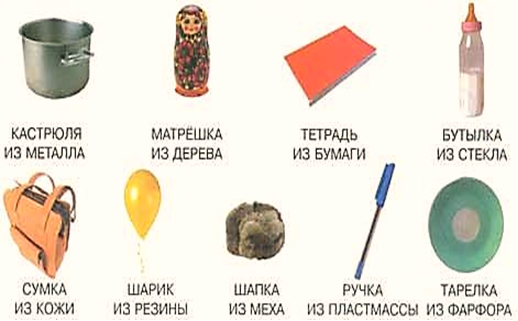 КАСТРЮЛЯ
ИЗ МЕТАЛЛА
МАТРЁШКА
ИЗ ДЕРЕВА
ТЕТРАДЬ
ИЗ БУМАГИ
БУТЫЛКА
ИЗ СТЕКЛА
СУМКА
ИЗ КОЖИ
ШАРИК
ИЗ РЕЗИНЫ
ШАПКА
ИЗ МЕХА
РУЧКА
ИЗ ПЛАСТМАССЫ
ТАРЕЛКА
ИЗ ФАРФОРА